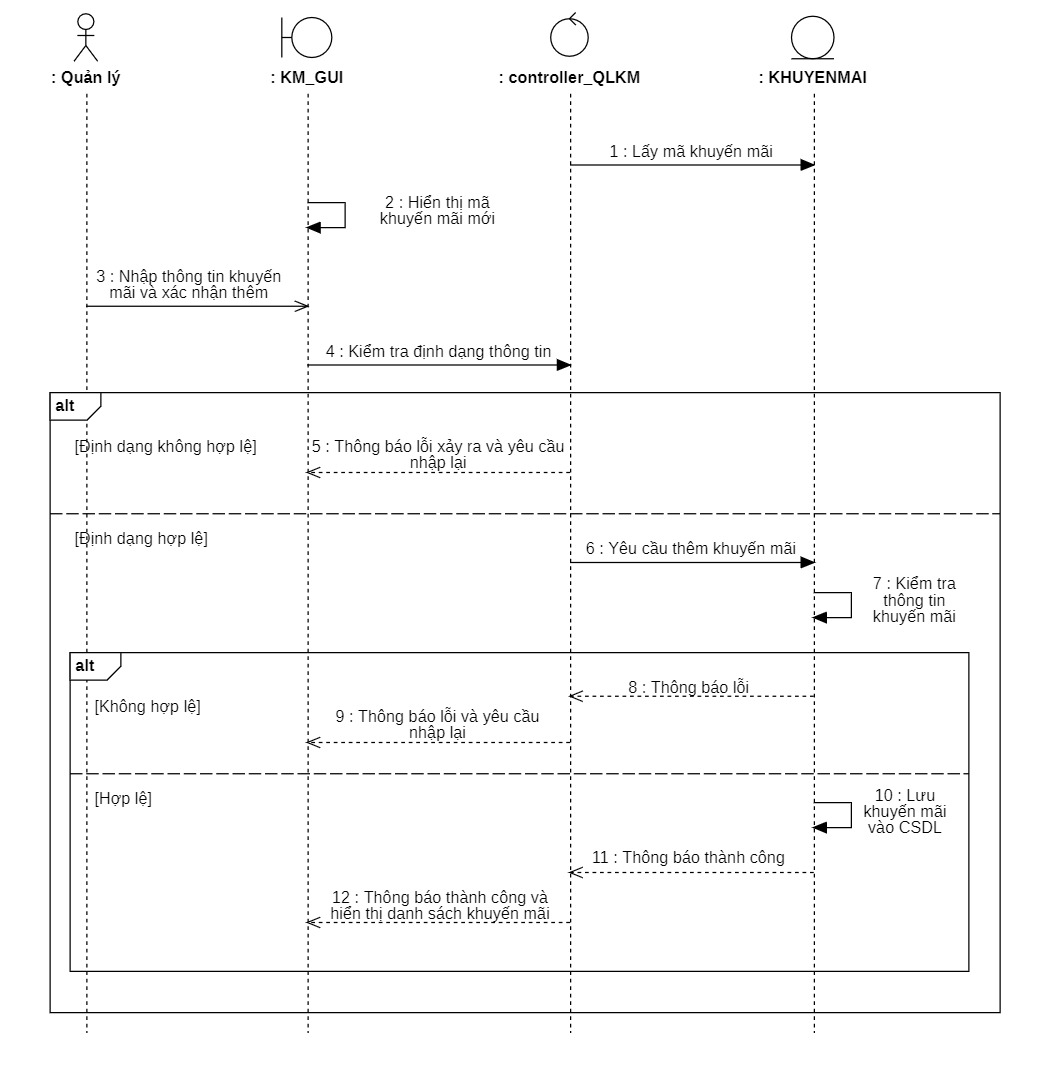 : Quản lý
: KM_GUI
: controller_QLKM
: KHUYENMAI
1 : Lấy mã khuyến mãi
2 : Hiển thị mã
khuyến mãi mới
3 : Nhập thông tin khuyến
mãi và xác nhận thêm
4 : Kiểm tra định dạng thông tin
alt
[Định dạng không hợp lệ]
5 : Thông báo lỗi xảy ra và yêu cầu
nhập lại
[Định dạng hợp lệ]
6 : Yêu cầu thêm khuyến mãi
7 : Kiểm tra
thông tin
khuyến mãi
alt
8 : Thông báo lỗi
[Không hợp lệ]
9 : Thông báo lỗi và yêu cầu
nhập lại
[Hợp lệ]
10 : Lưu
khuyến mãi
vào CSDL
11 : Thông báo thành công
12 : Thông báo thành công và
hiển thị danh sách khuyến mãi